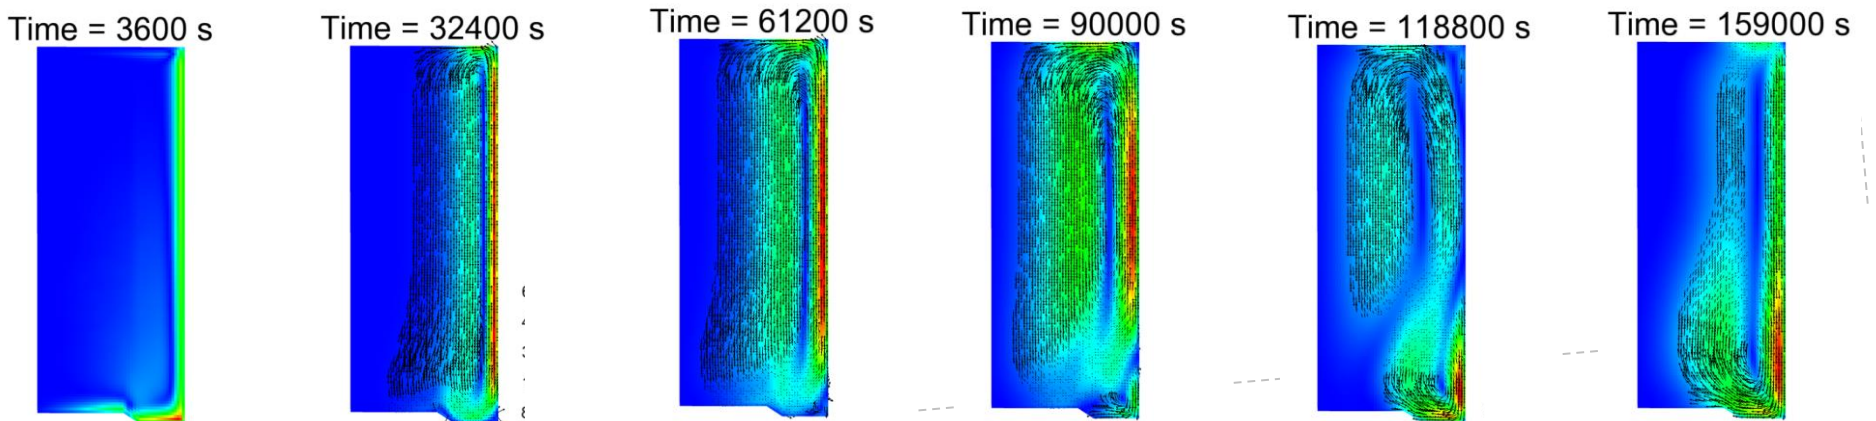 Time = 3600 s
Time = 32400 s
Time = 61200 s
Time = 90000 s
Time = 118800 s
Time = 159000 s